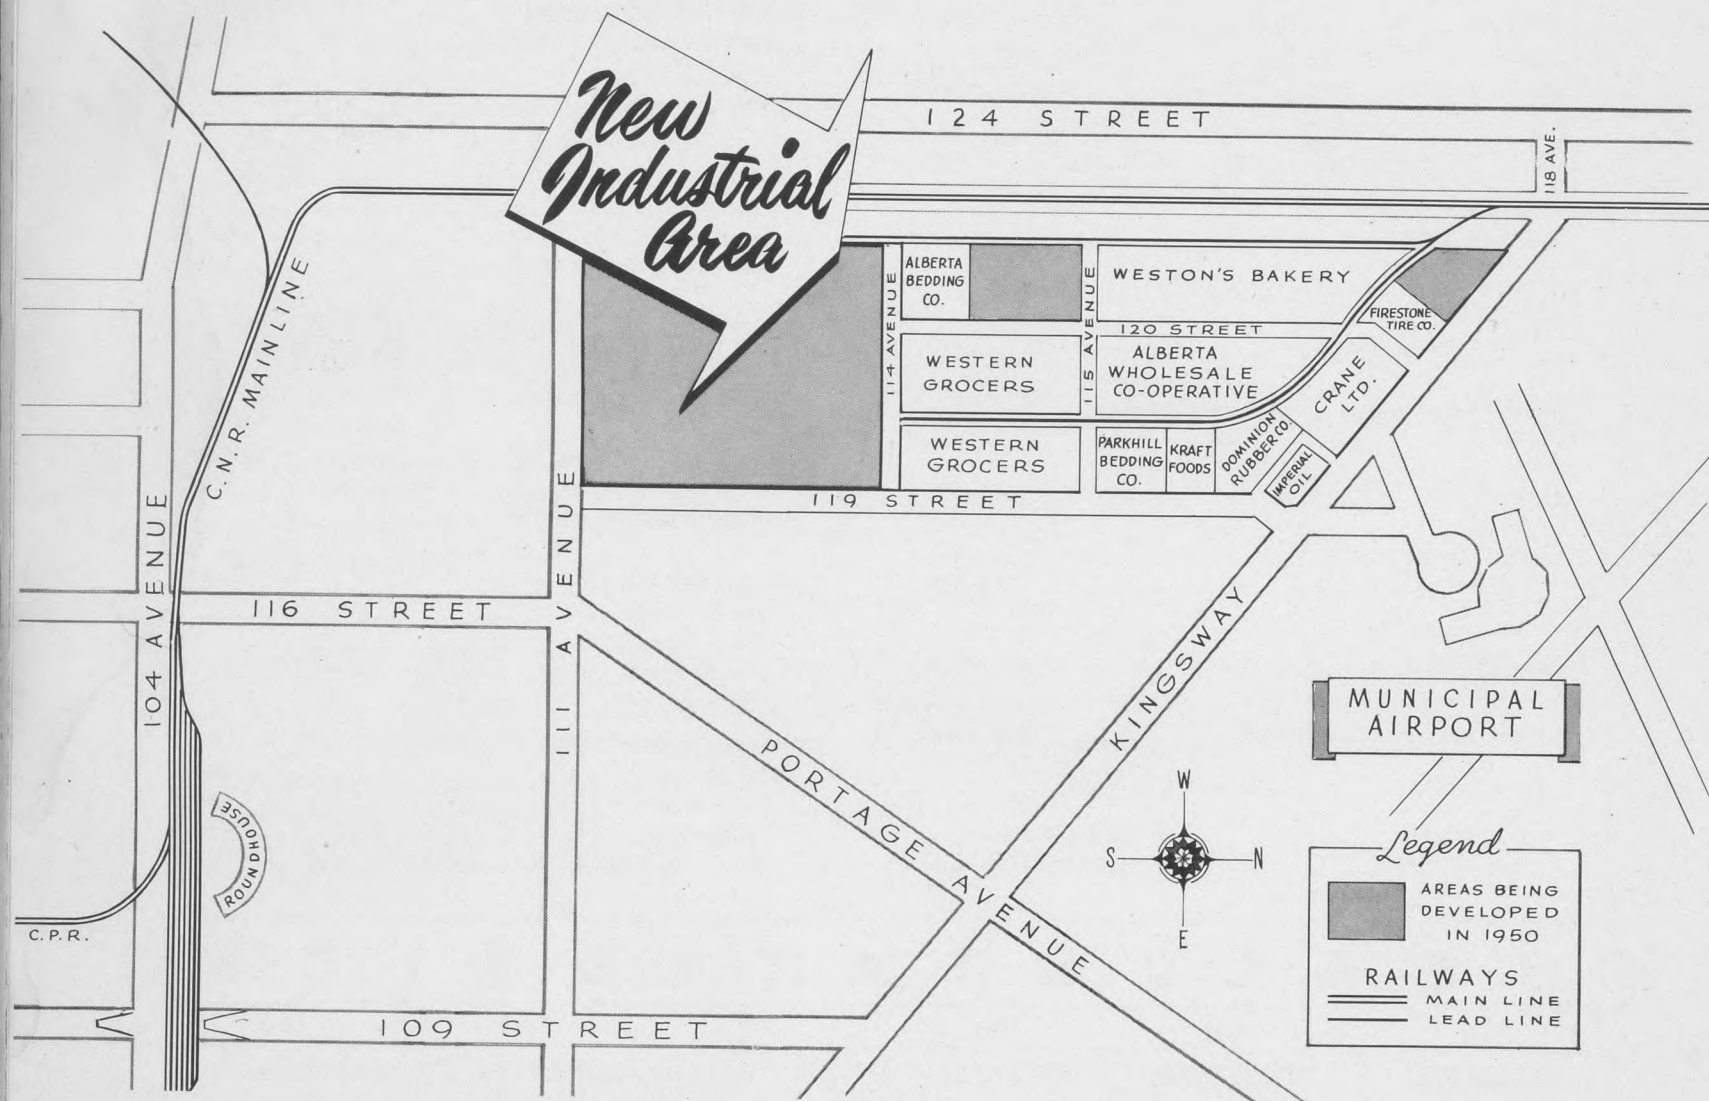 New
Industrial
Area
124 STREET
118 AVE.
C.N.R. MAINLINE
114 AVENUE
ALBERTA
BEDDING
CO.
115 AVENUE
WESTON'S BAKERY
FIRESTONE
TIRE CO.
120 STREET
WESTERN
GROCERS
ALBERTA
WHOLESALE
CO-OPERATIVE
CRANE
LTD.
WESTERN
GROCERS
PARKHILL
BEDDING
CO.
KRAFT
FOODS
DOMINION
RUBBER CO.
IMPERIAL
OIL
119 STREET
104 AVENUE
111 AVENUE
116 STREET
KINGSWAY
PORTAGE AVENUE
MUNICIPAL
AIRPORT
ROUNDHOUSE
W
S
N
E
C.P.R.
109 STREET
Legend
AREAS BEING
DEVELOPED
IN 1950
RAILWAYS
MAIN LINE
LEAD LINE